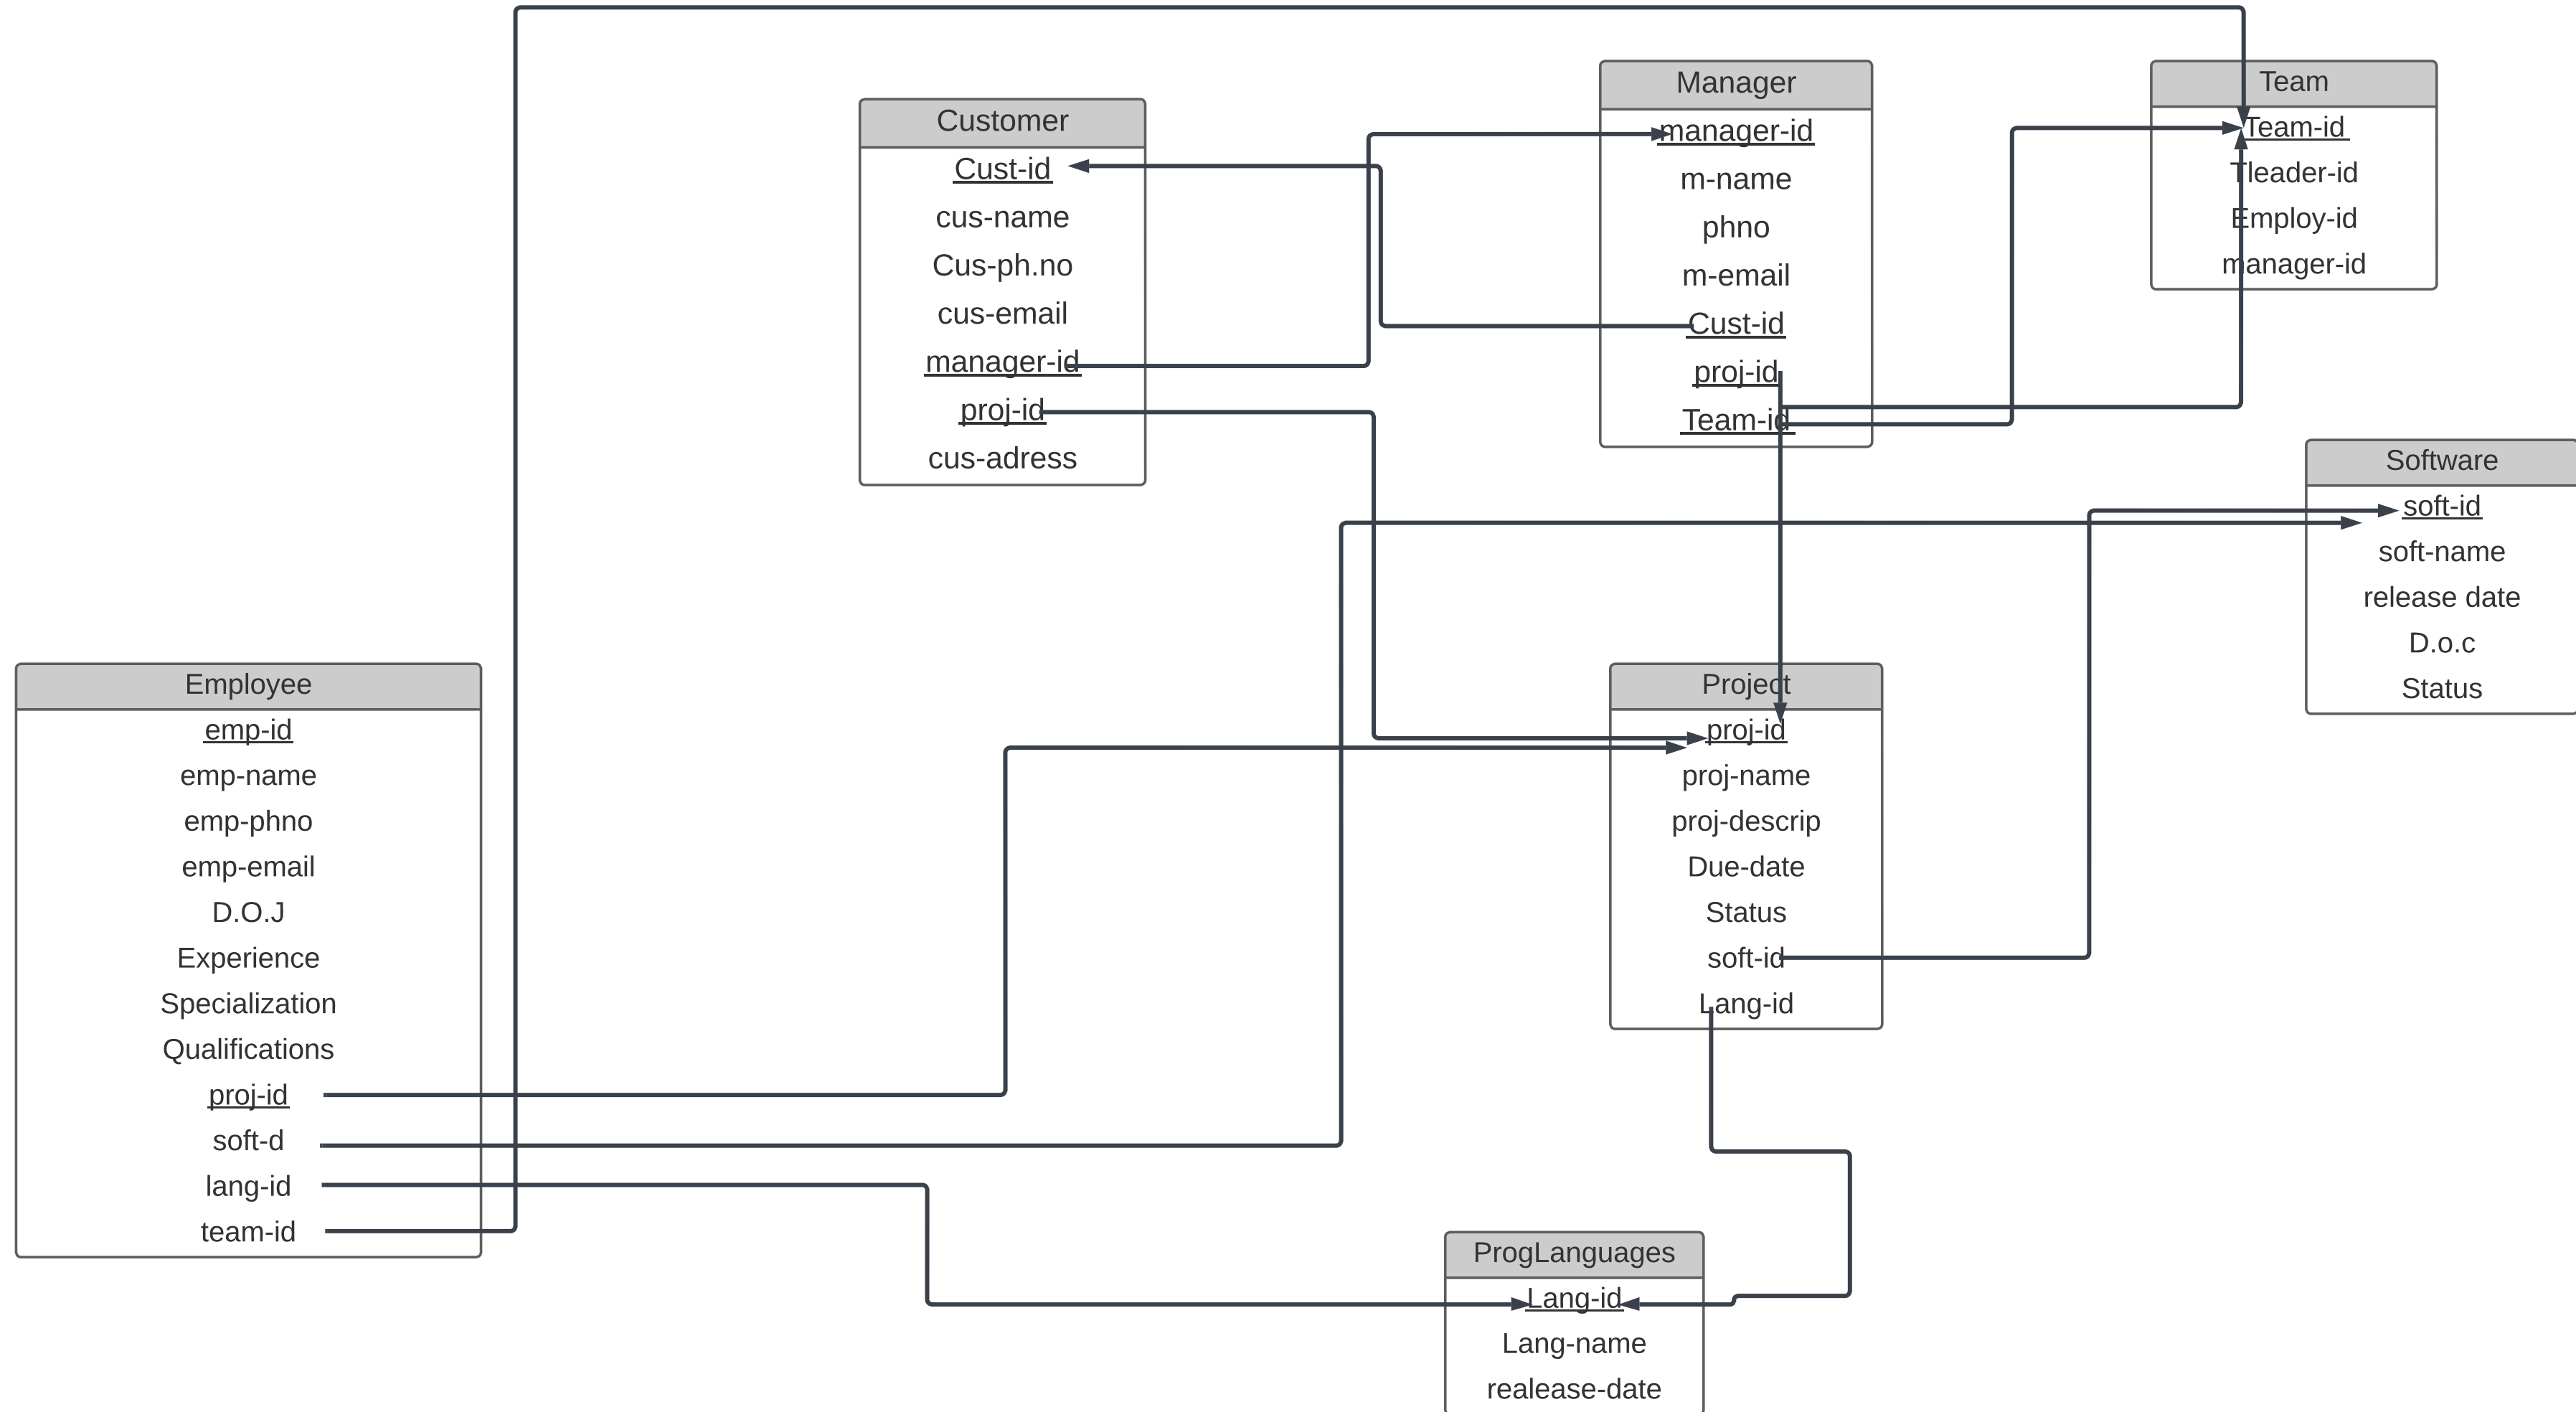 Customer
Cust-id
cus-name
Cus-ph.no
cus-email
manager-id
proj-id
cus-adress
Manager
manager-id
m-name
phno
m-email
Cust-id
proj-id
Team-id
Team
Team-id
Tleader-id
Employ-id
manager-id
Software
soft-id
soft-name
release date
D.o.c
Status
Employee
emp-id
emp-name
emp-phno
emp-email
D.O.J
Experience
Specialization
Qualifications
proj-id
soft-d
lang-id
team-id
Project
proj-id
proj-name
proj-descrip
Due-date
Status
soft-id
Lang-id
ProgLanguages
Lang-id
Lang-name
realease-date